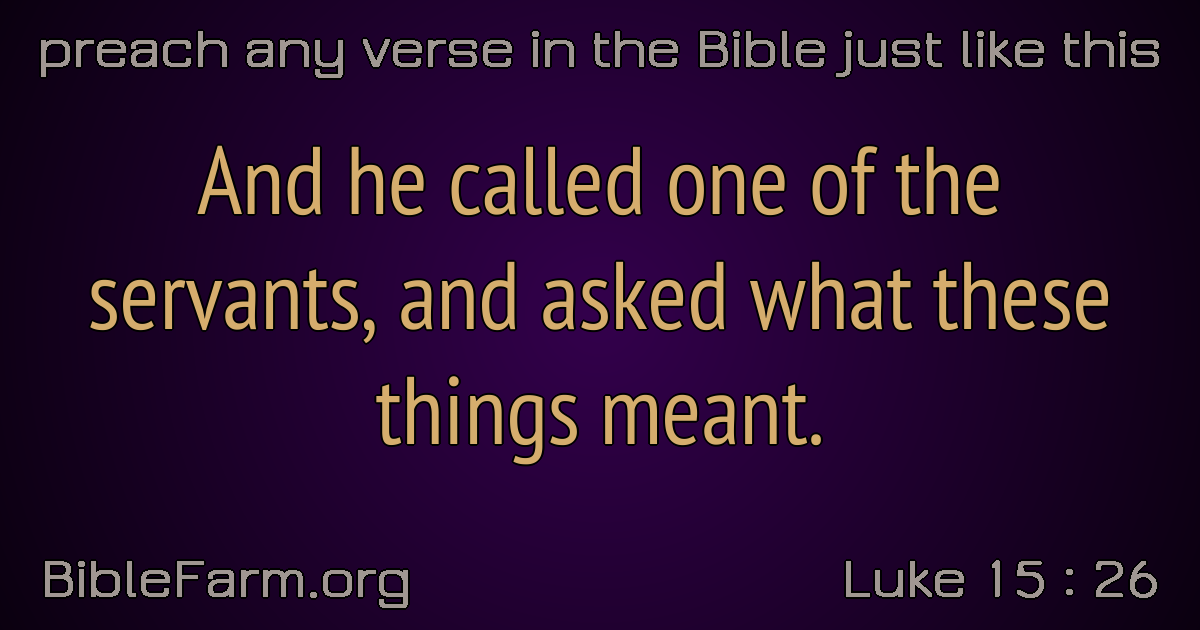 preach any verse in the Bible just like this
And he called one of the
servants, and asked what these
things meant.
BibleFarm.org
Luke 15 : 26